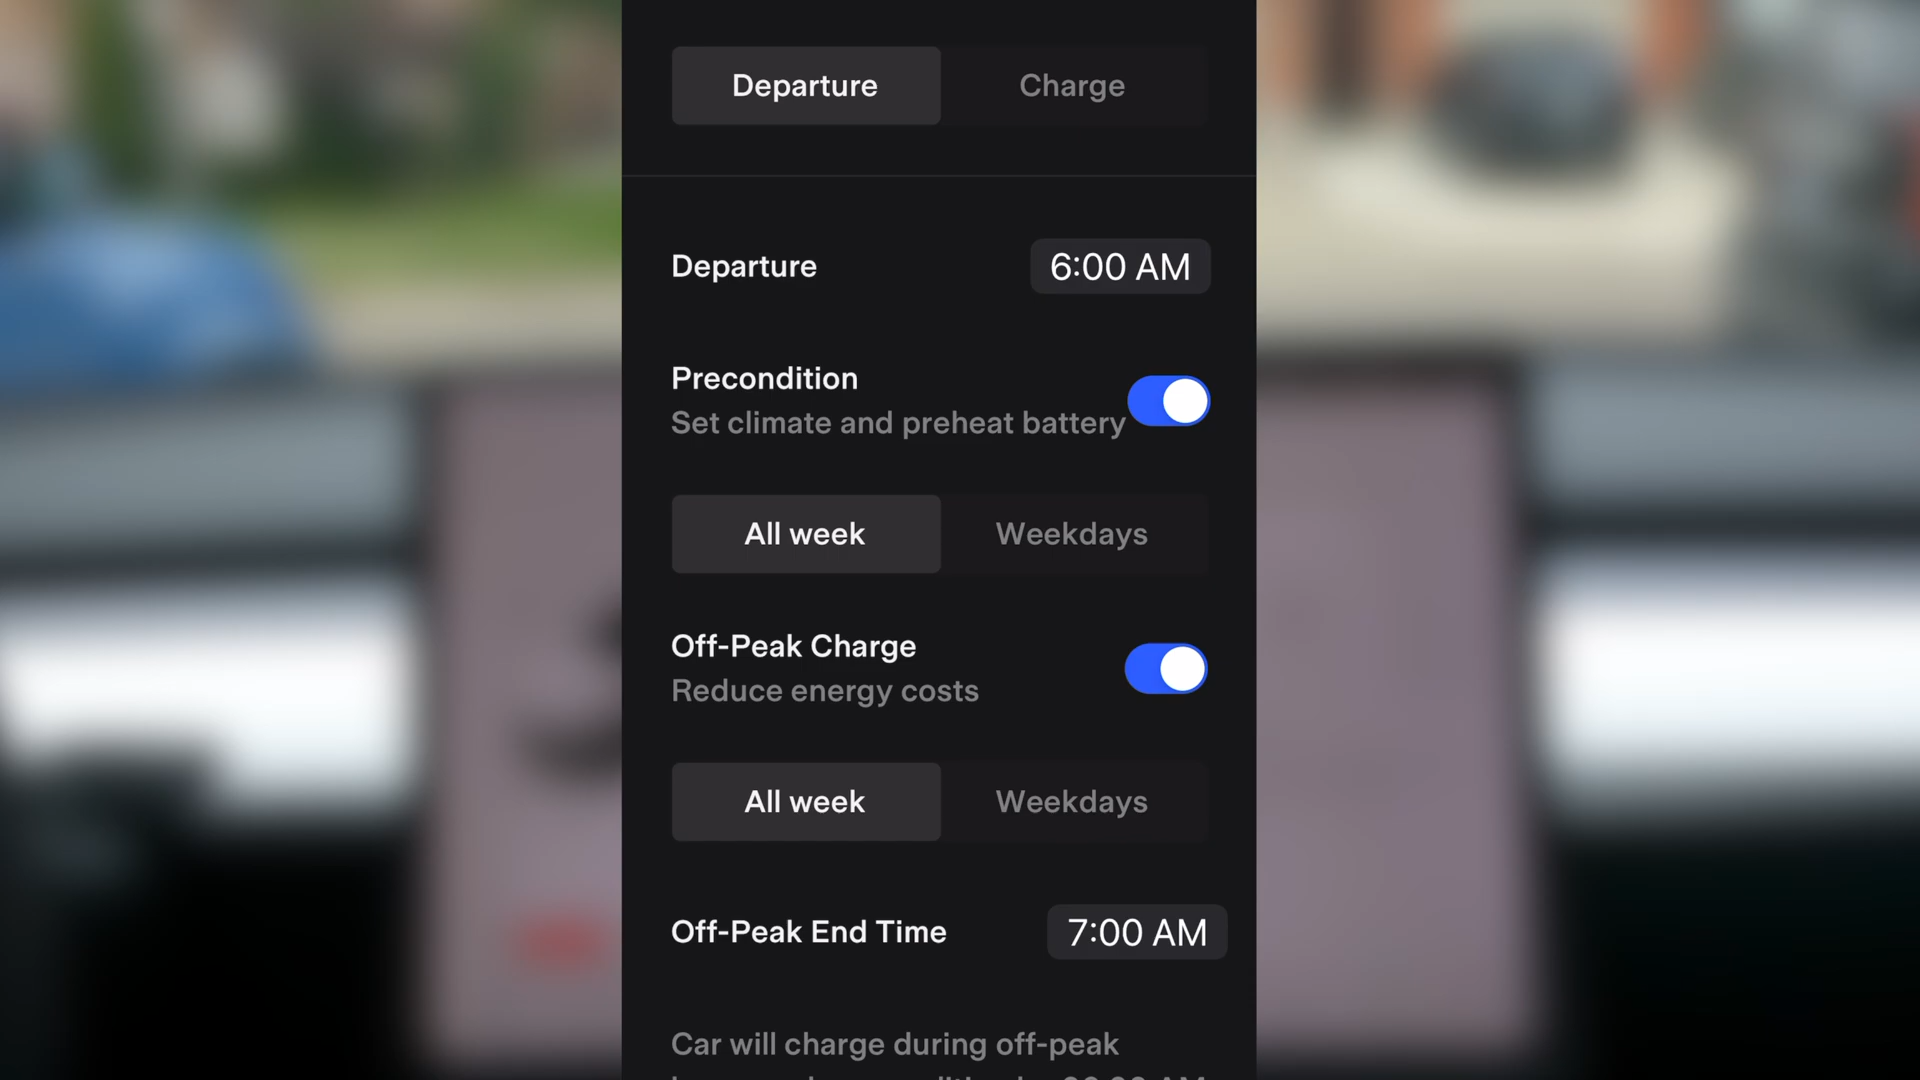 Departure Charge
Departure 6:00 AM
Precondition
Set climate and preheat battery
All week Weekdays
Off-Peak Charge
Reduce energy costs
All week Weekdays
Off-Peak End Time 7:00 AM
Car will charge during off-peak